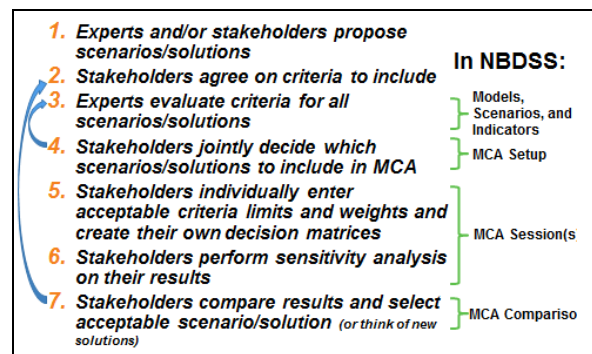 1. Experts and/or stakeholders propose
scenarios/solutions
In NBDSS:
2. Stakeholders agree on criteria to include
3. Experts evaluate criteria for all
scenarios/solutions
Models,
Scenarios, and
Indicators
4. Stakeholders jointly decide which
scenarios/solutions to include in MCA
MCA Setup
5. Stakeholders individually enter
acceptable criteria limits and weights and
create their own decision matrices
MCA Session(s)
6. Stakeholders perform sensitivity analysis
on their results
7. Stakeholders compare results and select
acceptable scenario/solution (or think of new
solutions)
MCA Compariso